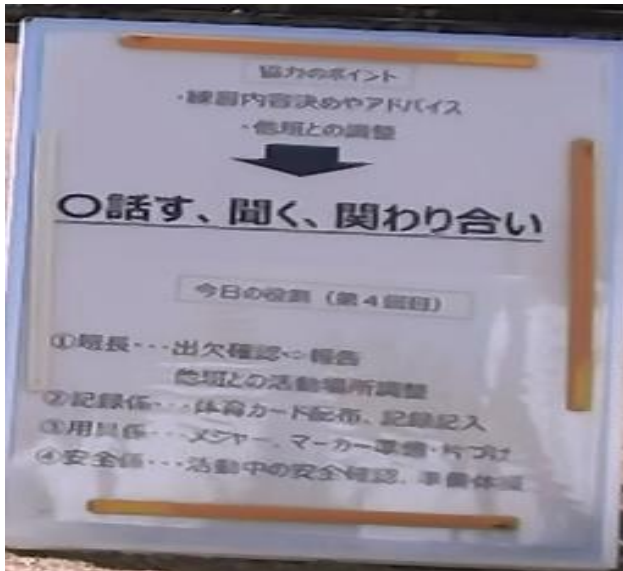 協力のポイント
・練習内容決めやアドバイス
・他班との調整
〇話す、聞く、関わり合い
今日の役割（第4回目）
①班長・・・出欠確認⇨報告
他班との活動場所調整
②記録係・・・体育カード配布、記録記入
③用具係・・・メジャー、マーカー準備・片づけ
④安全係・・・活動中の安全確認、準備体操